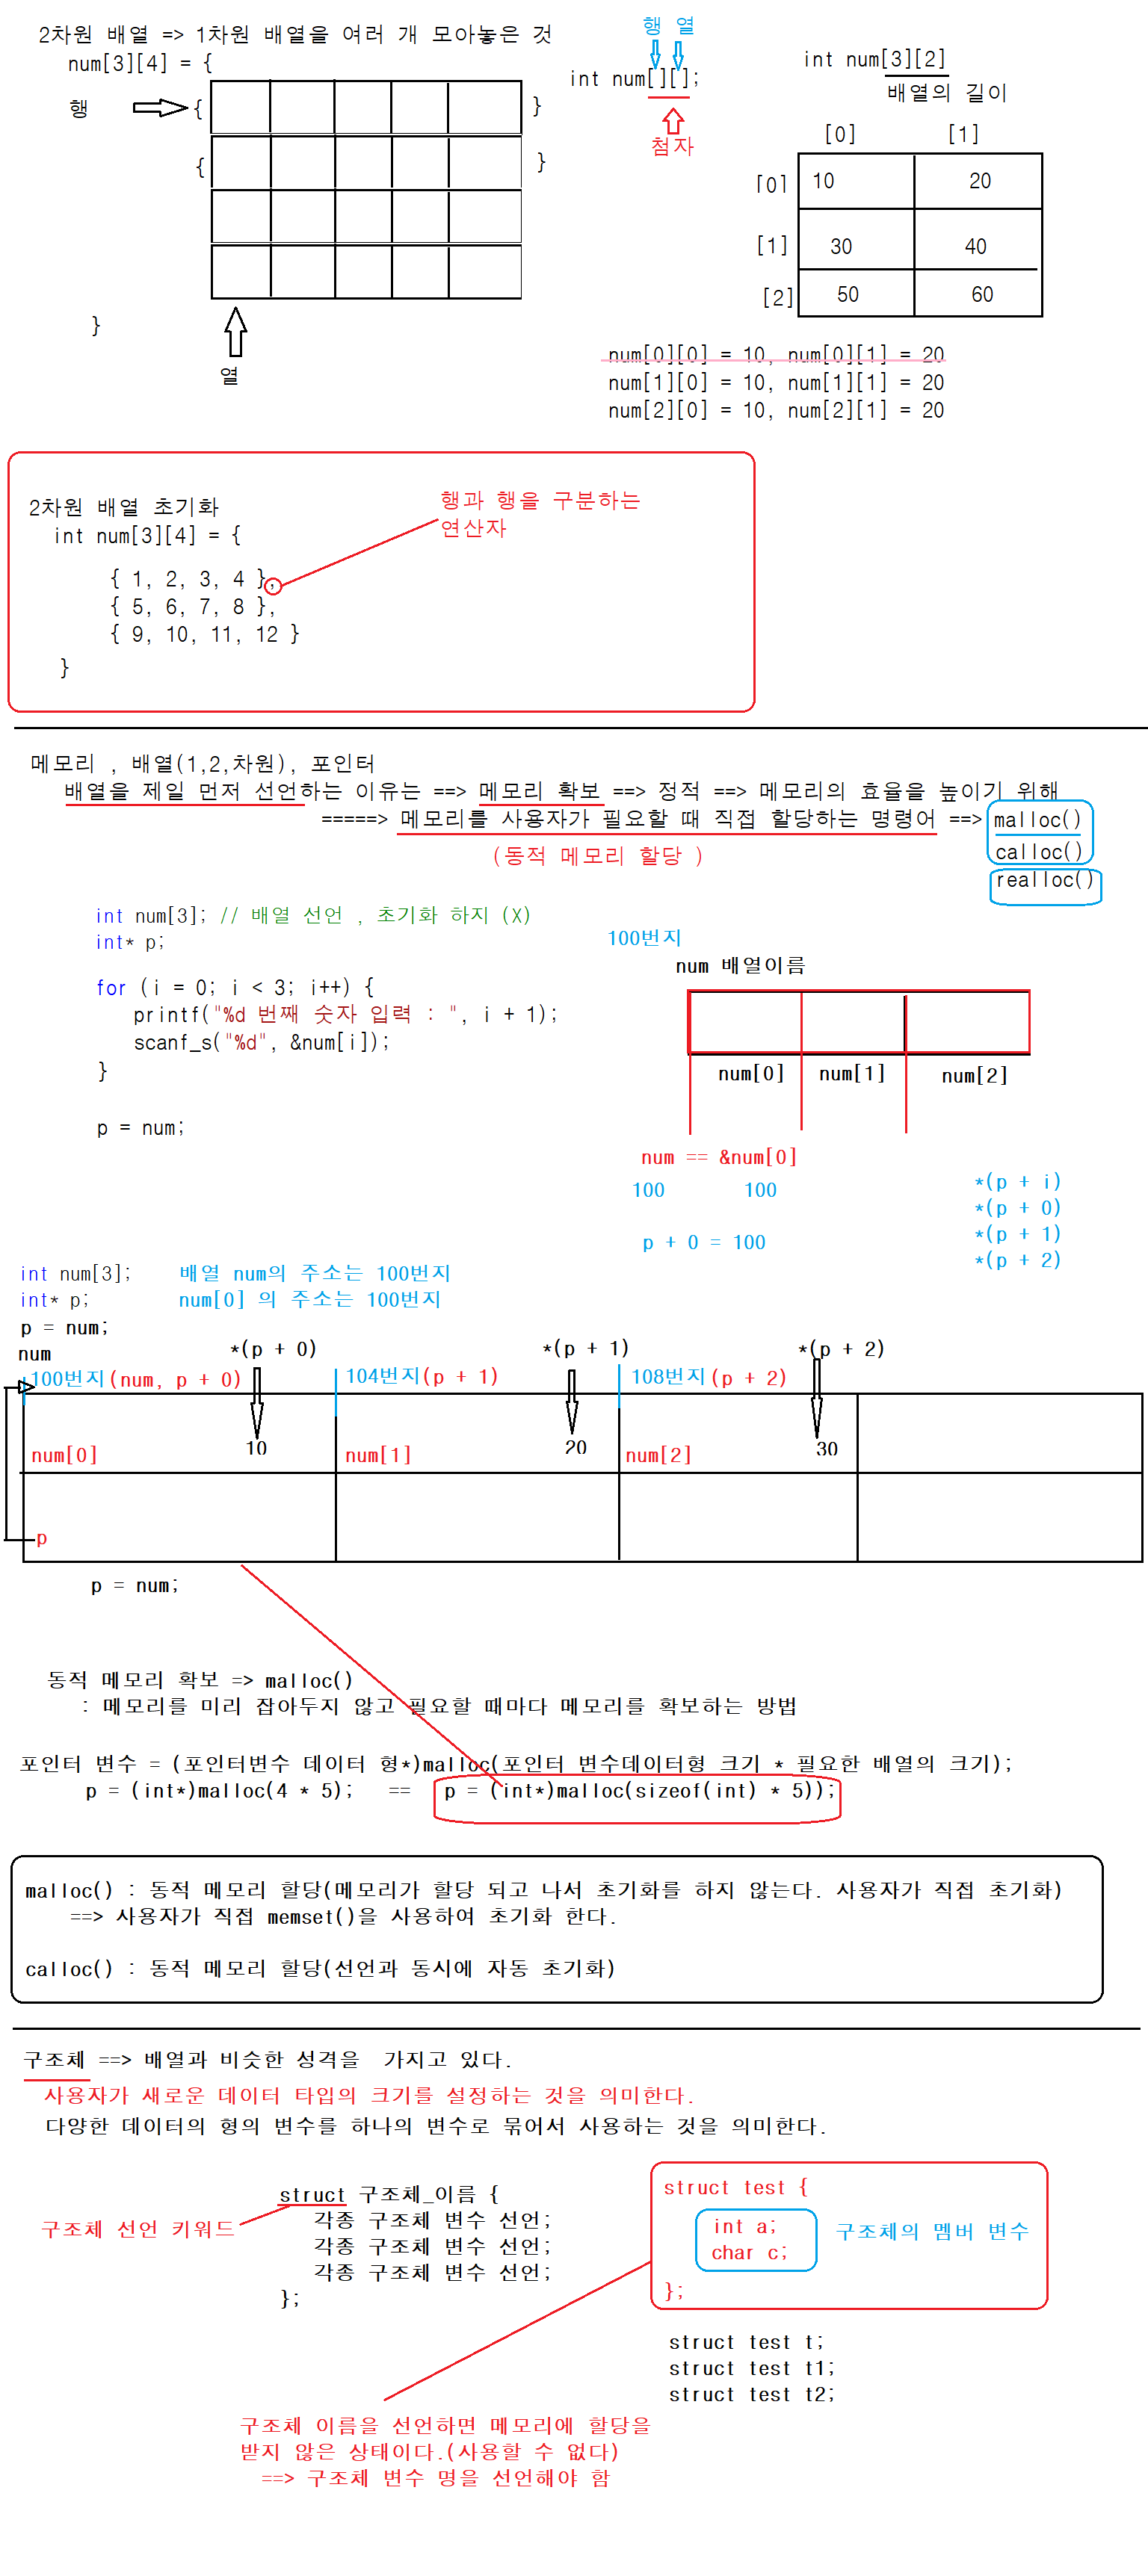 2차원 배열 => 1차원 배열을 여러 개 모아놓은 것
num[3][4] = {
행
{ }
{ }
}
열
행 열
int num[][];
첨자
int num[3][2]
배열의 길이
[0] [1]
[0] 10 20
[1] 30 40
[2] 50 60
num[0][0] = 10, num[0][1] = 20
num[1][0] = 10, num[1][1] = 20
num[2][0] = 10, num[2][1] = 20
2차원 배열 초기화
int num[3][4] = {
{ 1, 2, 3, 4 },
{ 5, 6, 7, 8 },
{ 9, 10, 11, 12 }
}
행과 행을 구분하는
연산자
메모리 , 배열(1,2,차원), 포인터
배열을 제일 먼저 선언하는 이유는 ==> 메모리 확보 ==> 정적 ==> 메모리의 효율을 높이기 위해
=====> 메모리를 사용자가 필요할 때 직접 할당하는 명령어 ==> malloc()
(동적 메모리 할당 )
calloc()
realloc()
int num[3]; // 배열 선언 , 초기화 하지 (X)
int* p;
for (i = 0; i < 3; i++) {
printf("%d 번째 숫자 입력 : ", i + 1);
scanf_s("%d", &num[i]);
}
p = num;
100번지
num 배열이름
num[0] num[1] num[2]
num == &num[0]
100 100
p + 0 = 100
*(p + i)
*(p + 0)
*(p + 1)
*(p + 2)
int num[3]; 배열 num의 주소는 100번지
int* p; num[0] 의 주소는 100번지
p = num;
num *(p + 0) *(p + 1) *(p + 2)
100번지(num, p + 0) 104번지(p + 1) 108번지(p + 2)
num[0] 10 num[1] 20 num[2] 30
p
p = num;
동적 메모리 확보 => malloc()
: 메모리를 미리 잡아두지 않고 필요할 때마다 메모리를 확보하는 방법
포인터 변수 = (포인터변수 데이터 형*)malloc(포인터 변수데이터형 크기 * 필요한 배열의 크기);
p = (int*)malloc(4 * 5); == p = (int*)malloc(sizeof(int) * 5));
malloc() : 동적 메모리 할당(메모리가 할당 되고 나서 초기화를 하지 않는다. 사용자가 직접 초기화)
==> 사용자가 직접 memset()을 사용하여 초기화 한다.
calloc() : 동적 메모리 할당(선언과 동시에 자동 초기화)
구조체 ==> 배열과 비슷한 성격을 가지고 있다.
사용자가 새로운 데이터 타입의 크기를 설정하는 것을 의미한다.
다양한 데이터의 형의 변수를 하나의 변수로 묶어서 사용하는 것을 의미한다.
struct 구조체_이름 {
각종 구조체 변수 선언;
각종 구조체 변수 선언;
각종 구조체 변수 선언;
};
구조체 선언 키워드
struct test {
int a;
char c;
};
구조체의 멤버 변수
struct test t;
struct test t1;
struct test t2;
구조체 이름을 선언하면 메모리에 할당을
받지 않은 상태이다.(사용할 수 없다)
==> 구조체 변수 명을 선언해야 함